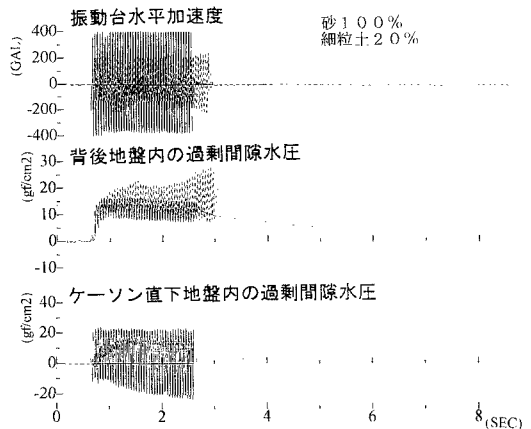 振動台水平加速度
砂100%
細粒土20%
(GAL)
400
200
0
-200
-400
背後地盤内の過剰間隙水圧
(gf/cm2)
30
20
10
0
-10
ケーソン直下地盤内の過剰間隙水圧
(gf/cm2)
40
20
0
-20
0 2 4 6 8 (SEC)